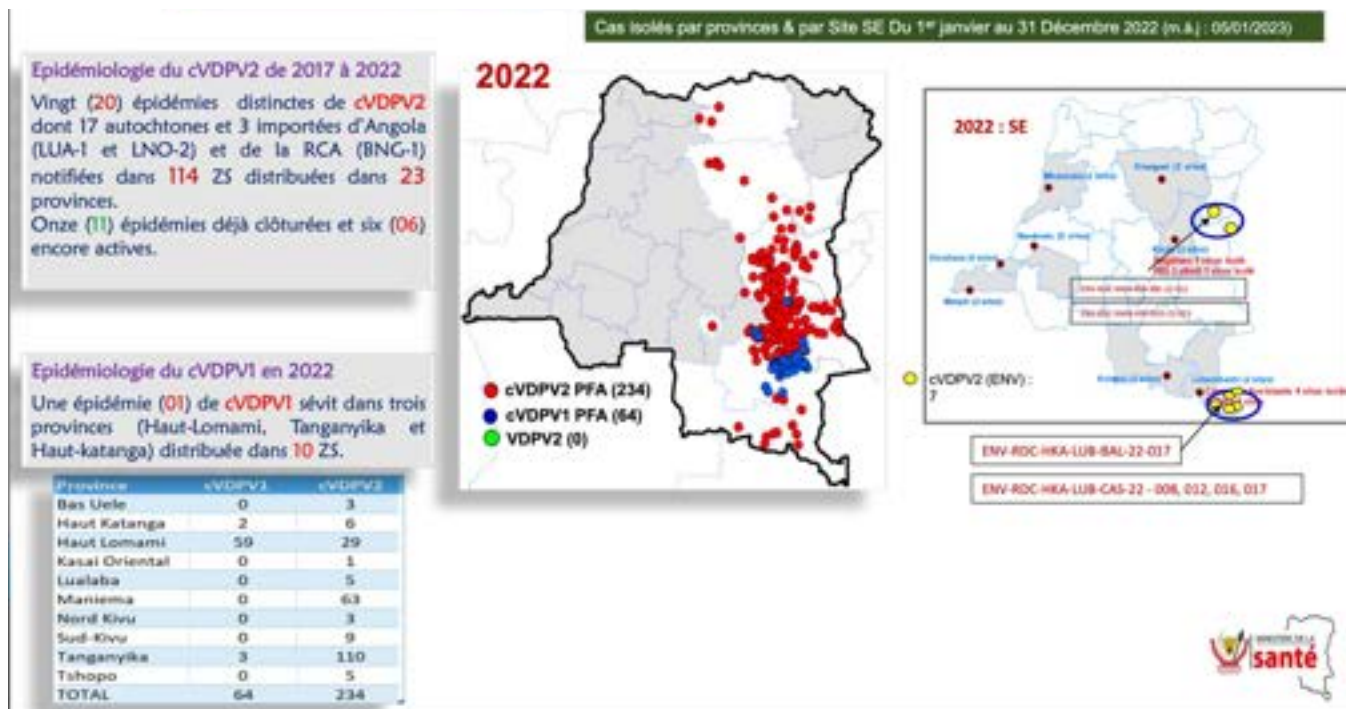 Cas isolés par provinces & par Site SE Du 1er janvier au 31 Décembre 2022 (m.à.j : 05/01/2023)
Epidémiologie du cVDPV2 de 2017 à 2022
Vingt (20) épidémies distinctes de cVDPV2
dont 17 autochtones et 3 importées d'Angola
(LUA-1 et LNO-2) et de la RCA (BNG-1)
notifiées dans 114 ZS distribuées dans 23
provinces.
Onze (11) épidémies déjà clôturées et six (06)
encore actives.
Epidémiologie du cVDPV1 en 2022
Une épidémie (01) de cVDPV1 sévit dans trois
provinces (Haut-Lomami, Tanganyika et
Haut-katanga) distribuée dans 10 ZS.
Province cVDPV1 cVDPV2
Bas Uele 0 3
Haut Katanga 2 6
Haut Lomami 59 29
Kasai Oriental 0 1
Lualaba 0 5
Maniema 0 63
Nord Kivu 0 3
Sud-Kivu 0 9
Tanganyika 3 110
Tshopo 0 5
TOTAL 64 234
2022
cVDPV2 PFA (234)
cVDPV1 PFA (64)
VDPV2 (0)
2022 : SE
cVDPV2 (ENV) :
7
ENV-RDC-HKA-LUB-BAL-22-017
ENV-RDC-HKA-LUB-CAS-22 - 008, 012, 016, 017
MINISTERE DE LA
santé